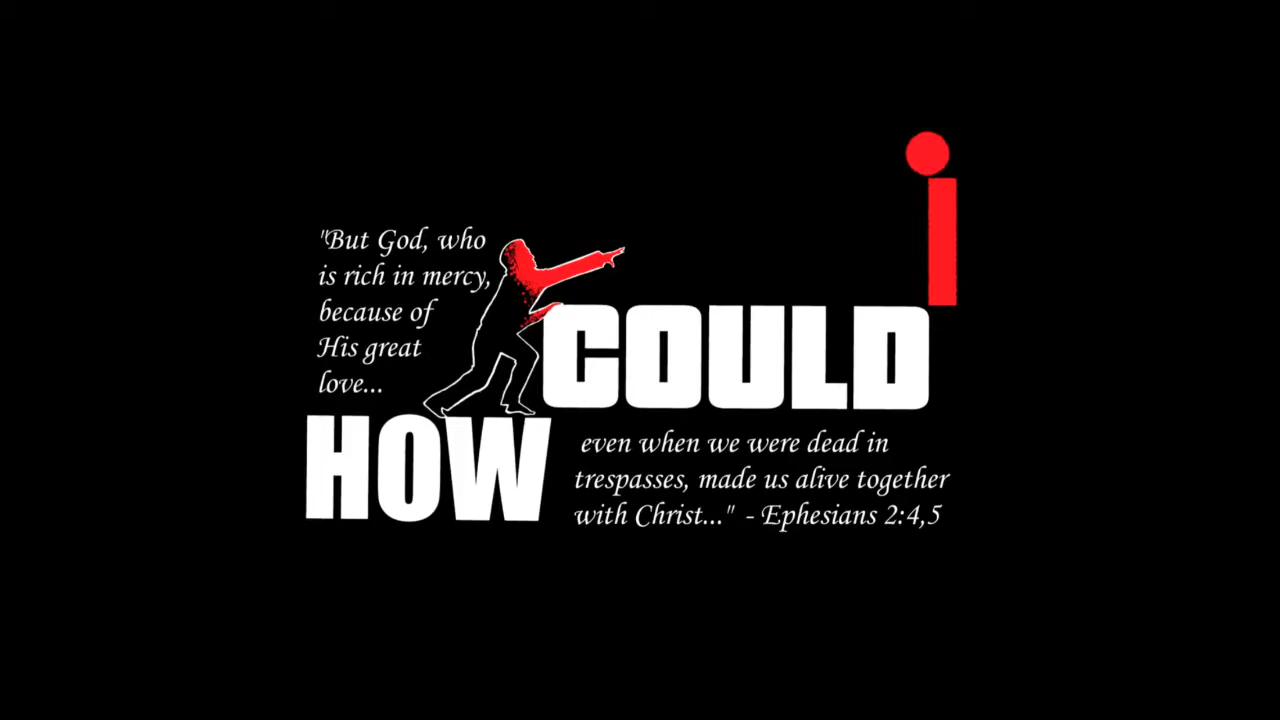 "But God, who
is rich in mercy,
because of
His great
love...
HOW
COULD
i
even when we were dead in
trespasses, made us alive together
with Christ..." - Ephesians 2:4,5